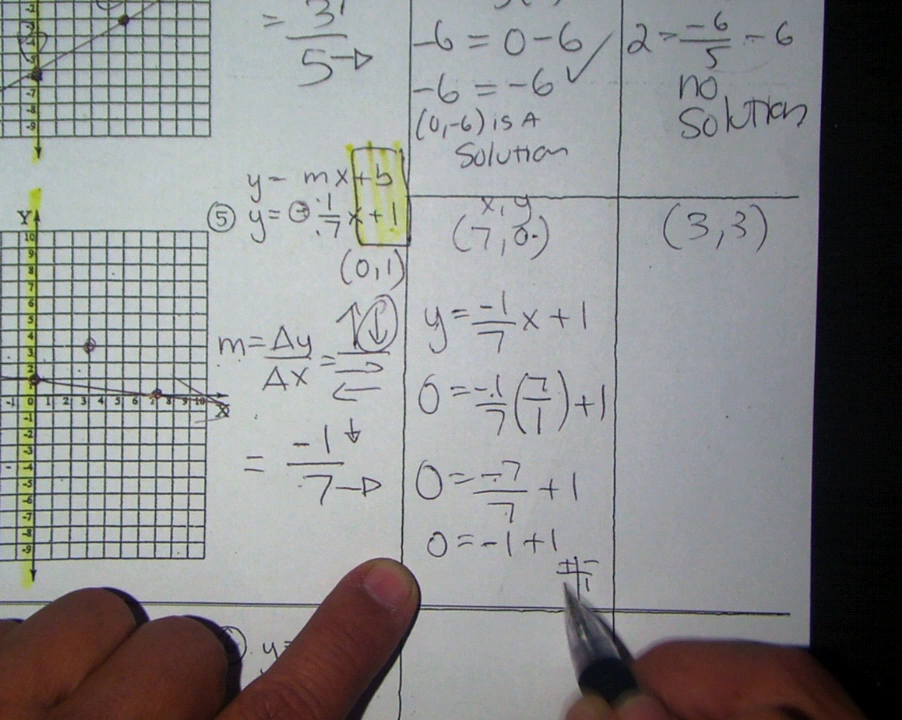 = 3
5→
-6 = 0-6 ✓
-6 = -6
(0,-6) is A
Solution
2 = -6/5 - 6
no
Solution
y = mx+b
⑤ y = - 1/7 x + 1
(0,1)
m = Δy/Δx = ↑↓
→
←
= -1↓
7→
x, y
(7, 0)
y = -1/7 x + 1
0 = -1/7 (7/1) + 1
0 = -7/7 + 1
0 = -1 + 1
+ -
1
(3,3)
Y
10
9
8
7
6
5
4
3
2
1
-1 0 1 2 3 4 5 6 7 8 9 10 X
-1
-2
-3
-4
-5
-6
-7
-8
-9
y=